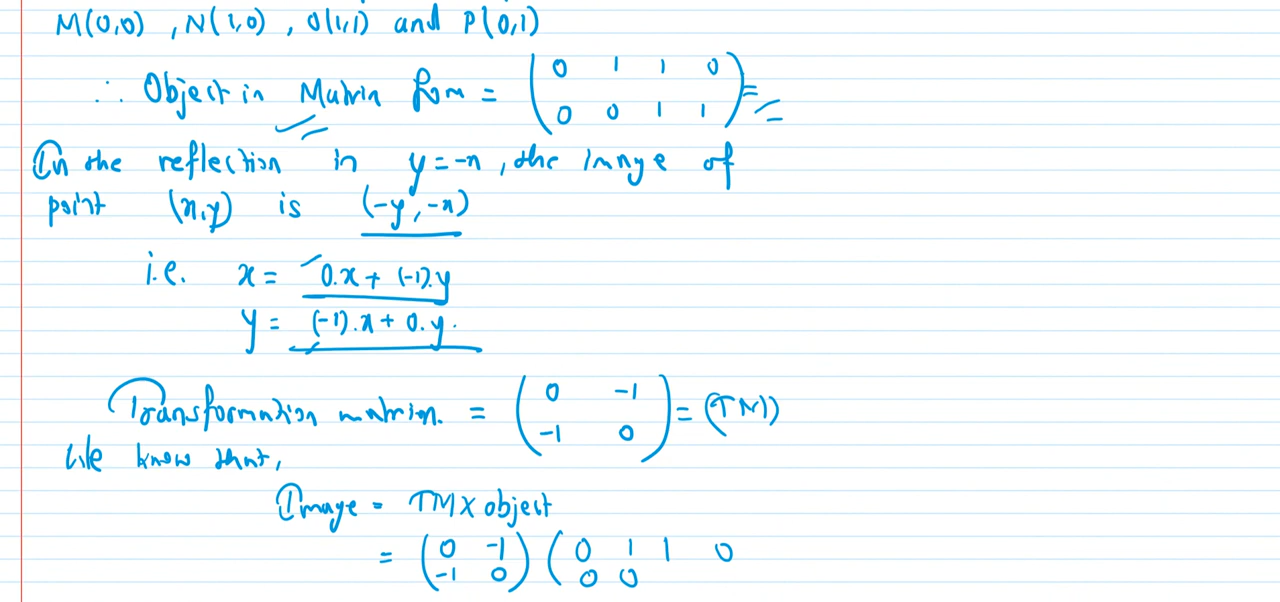 M(0,0) , N(1,0) , O(1,1) and P(0,1)
∴ Object in Matrix form = ( 0 1 1 0 ) =
( 0 0 1 1 )
In the reflection in y = -x , the image of
point (x,y) is (-y, -x)
i.e. x = 0.x + (-1).y
y = (-1).x + 0.y.
Transformation matrix. = ( 0 -1 ) = (TM)
( -1 0 )
We know that,
Image = TM X object
= ( 0 -1 ) ( 0 1 1 0
( -1 0 ) ( 0 0